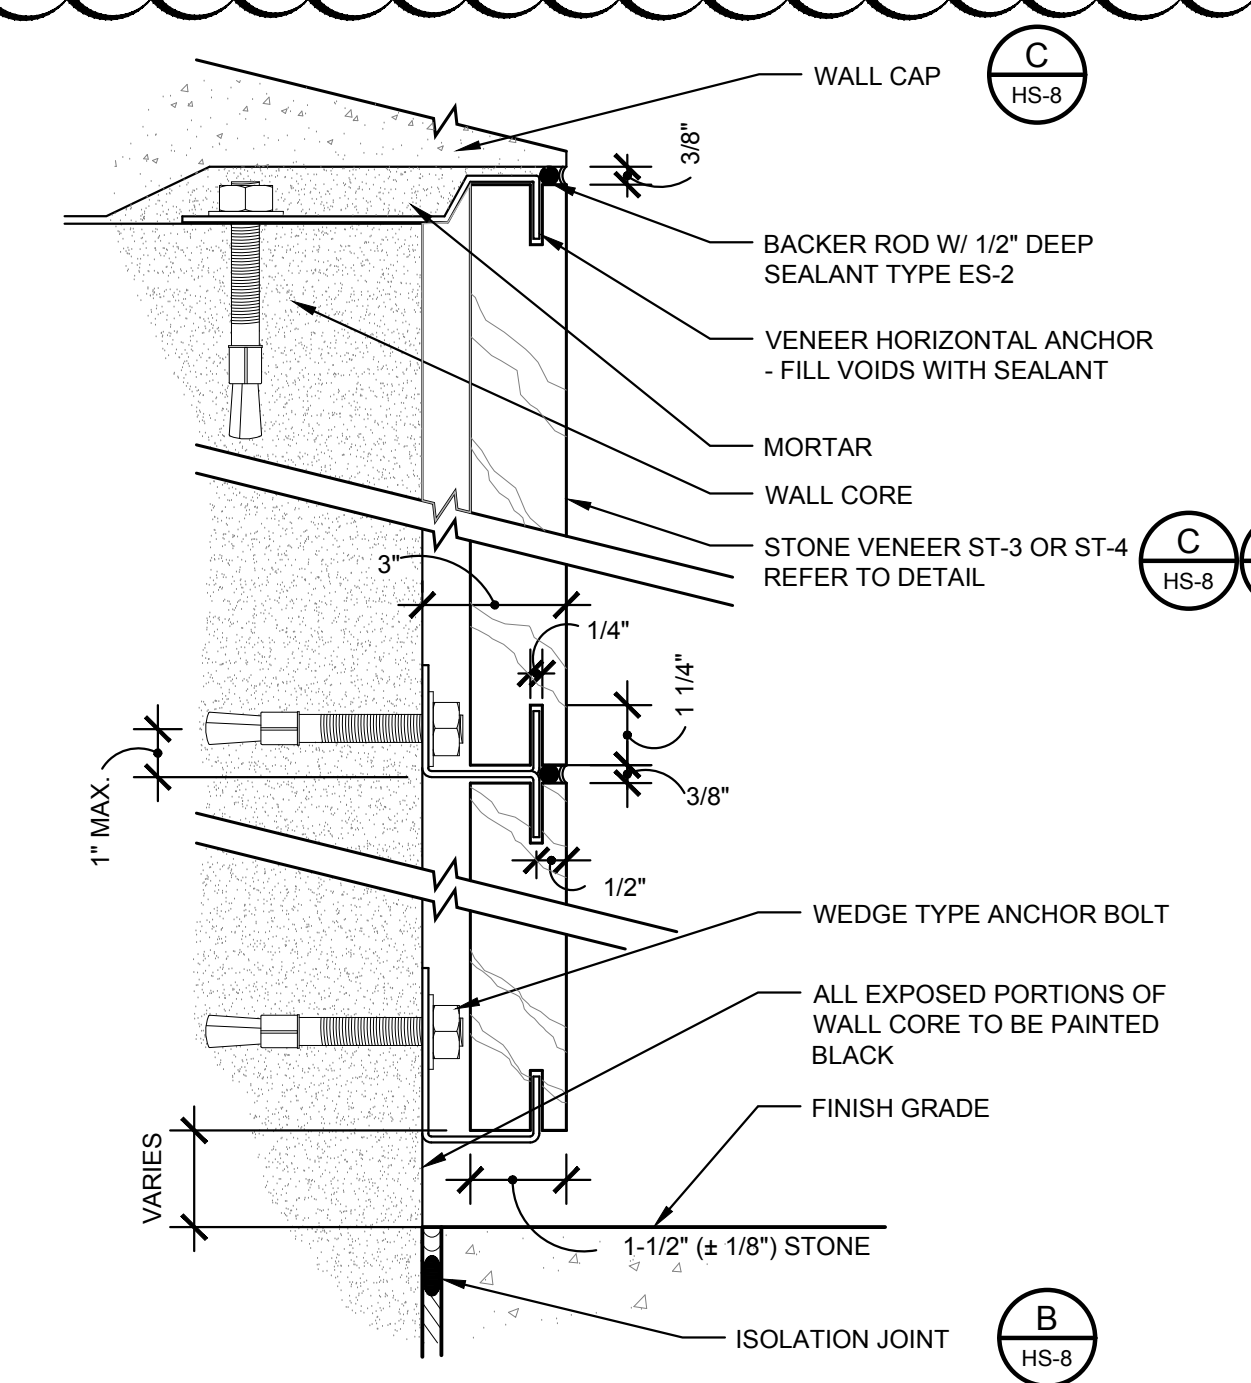 WALL CAP
C
HS-8
3/8"
BACKER ROD W/ 1/2" DEEP
SEALANT TYPE ES-2
VENEER HORIZONTAL ANCHOR
- FILL VOIDS WITH SEALANT
MORTAR
WALL CORE
STONE VENEER ST-3 OR ST-4
REFER TO DETAIL
C
HS-8
3"
1/4"
1 1/4"
3/8"
1" MAX.
1/2"
WEDGE TYPE ANCHOR BOLT
ALL EXPOSED PORTIONS OF
WALL CORE TO BE PAINTED
BLACK
FINISH GRADE
VARIES
1-1/2" (± 1/8") STONE
ISOLATION JOINT
B
HS-8